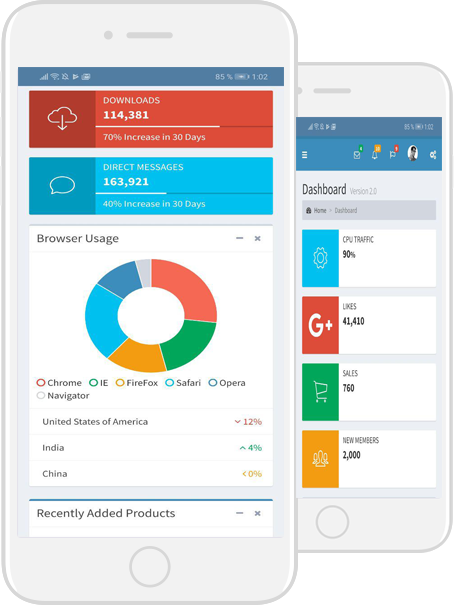 85 % 1:02
DOWNLOADS
114,381
70% Increase in 30 Days
DIRECT MESSAGES
163,921
40% Increase in 30 Days
Browser Usage
Chrome IE FireFox Safari Opera
Navigator
United States of America 12%
India 4%
China 0%
Recently Added Products
85 % 1:02
Dashboard Version 2.0
Home > Dashboard
CPU TRAFFIC
90%
G+
LIKES
41,410
SALES
760
NEW MEMBERS
2,000